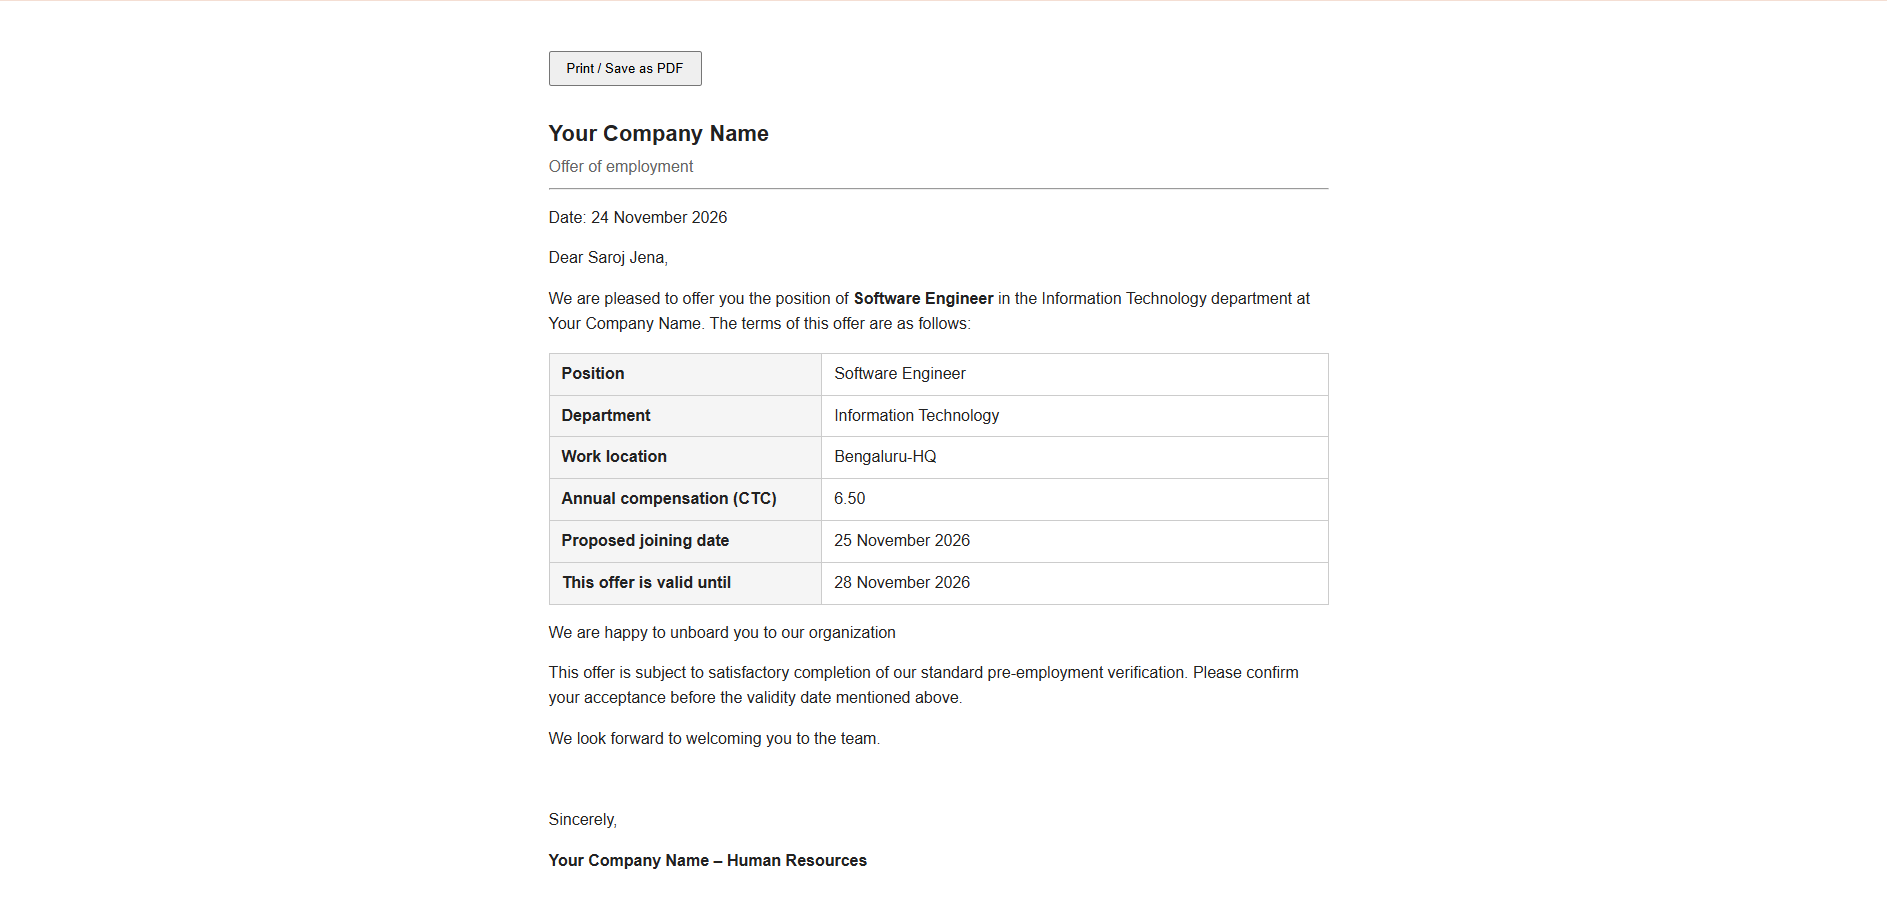 Print / Save as PDF
Your Company Name
Offer of employment
Date: 24 November 2026
Dear Saroj Jena,
We are pleased to offer you the position of Software Engineer in the Information Technology department at
Your Company Name. The terms of this offer are as follows:
Position Software Engineer
Department Information Technology
Work location Bengaluru-HQ
Annual compensation (CTC) 6.50
Proposed joining date 25 November 2026
This offer is valid until 28 November 2026
We are happy to unboard you to our organization
This offer is subject to satisfactory completion of our standard pre-employment verification. Please confirm
your acceptance before the validity date mentioned above.
We look forward to welcoming you to the team.
Sincerely,
Your Company Name – Human Resources